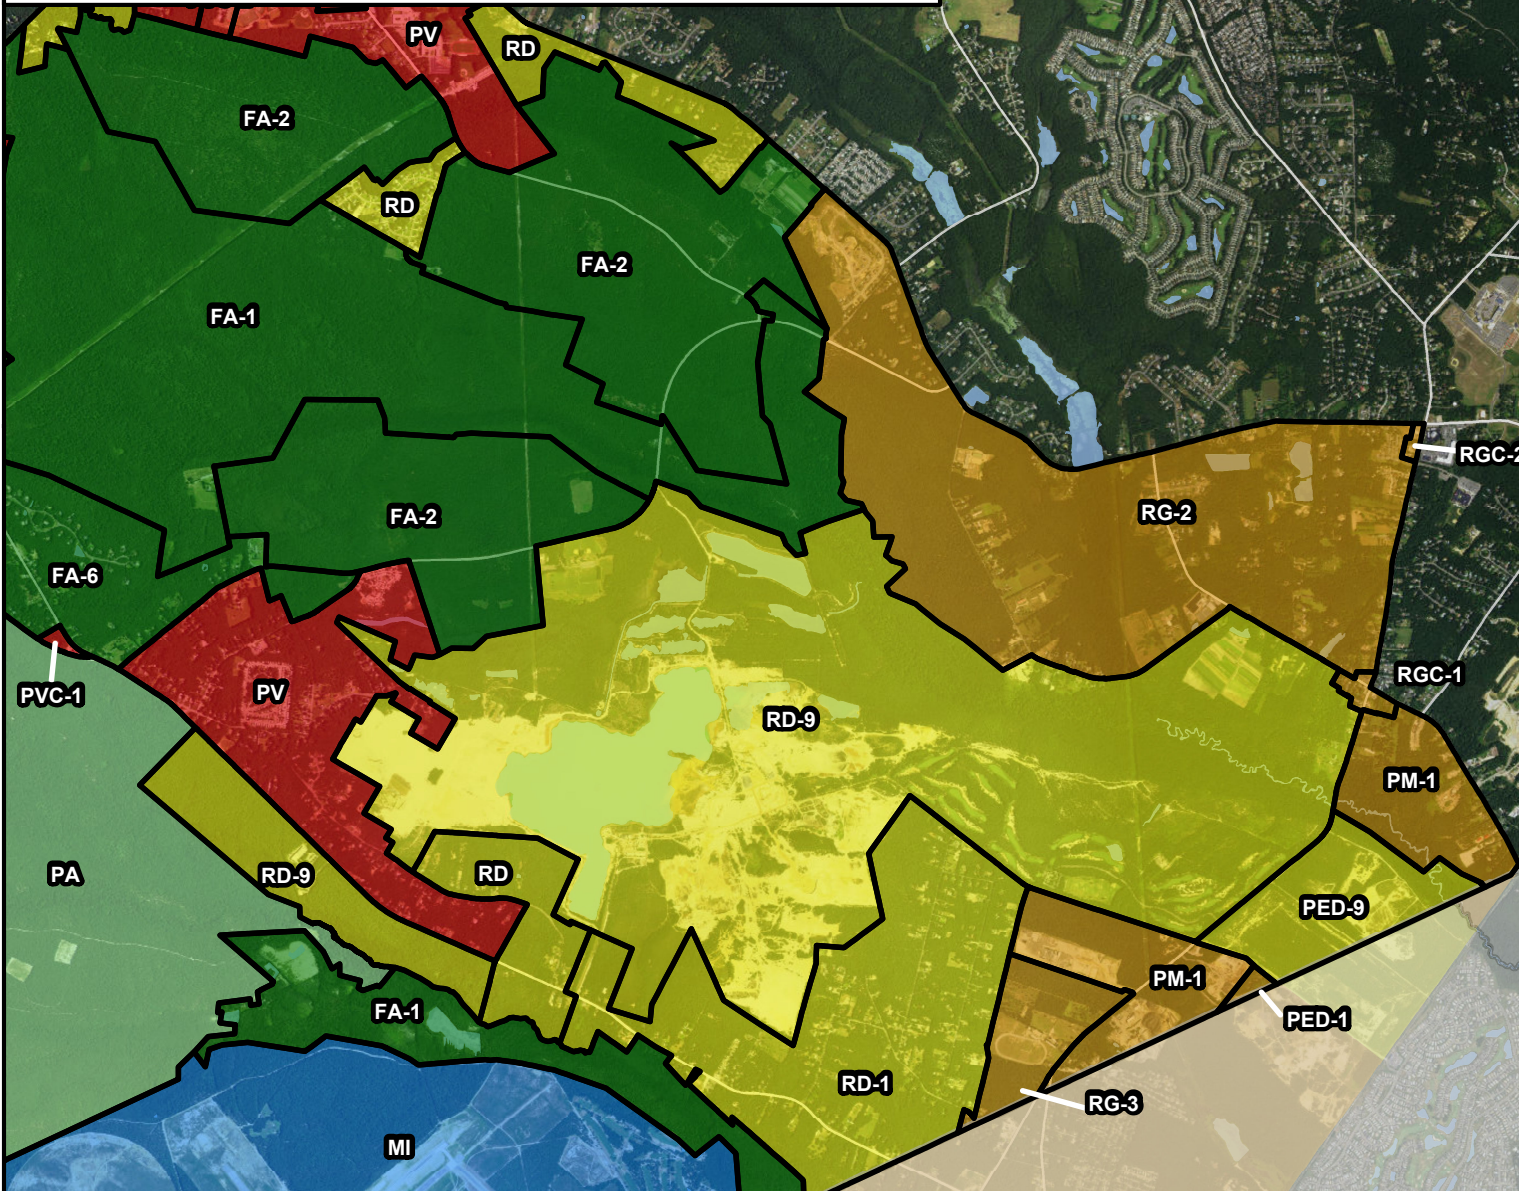 PV
RD
FA-2
RD
FA-2
FA-1
RGC-2
RG-2
FA-2
FA-6
RGC-1
PVC-1
PV
RD-9
PM-1
PA
RD-9
RD
PED-9
PM-1
FA-1
PED-1
RD-1
RG-3
MI